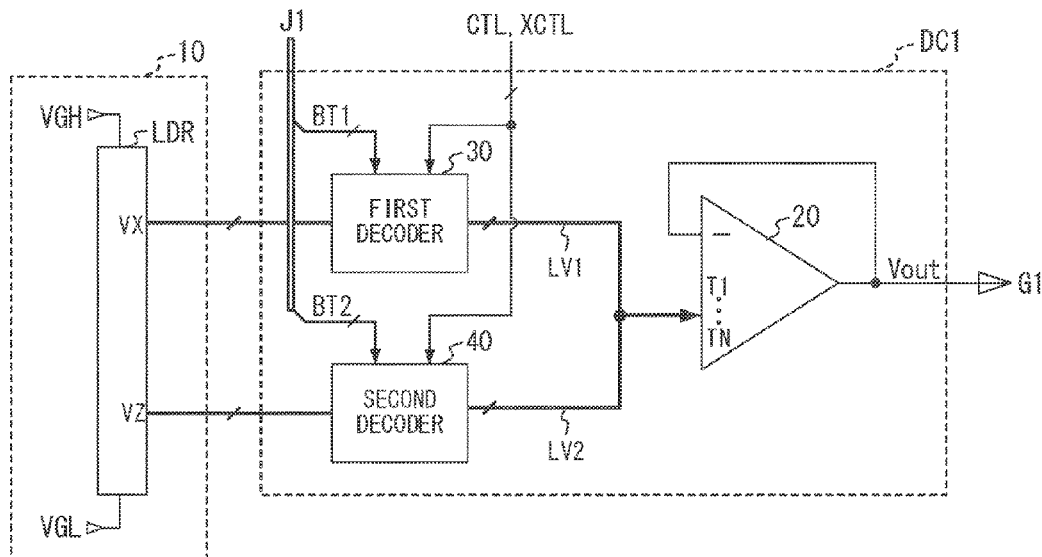 J1
CTL, XCTL
10
DC1
VGH
LDR
BT1
30
VX
FIRST
DECODER
LV1
20
−
Vout
G1
T1
TN
BT2
40
VZ
SECOND
DECODER
LV2
VGL